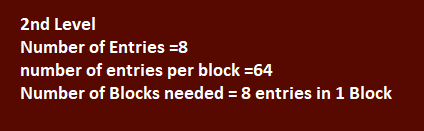 2nd Level
Number of Entries =8
number of entries per block =64
Number of Blocks needed = 8 entries in 1 Block